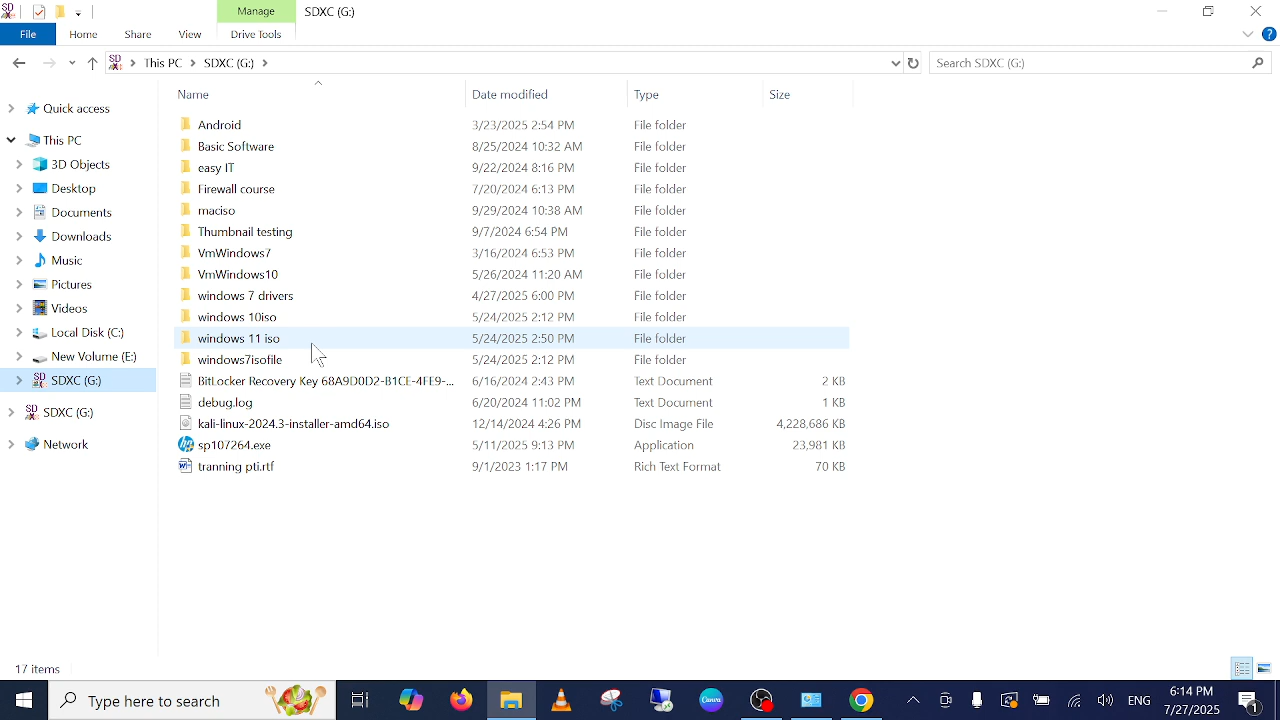 Manage SDXC (G:)
File Home Share View Drive Tools
This PC SDXC (G:) Search SDXC (G:)
Name Date modified Type Size
Quick access
This PC
3D Objects
Desktop
Documents
Downloads
Music
Pictures
Videos
Local Disk (C:)
New Volume (E:)
SDXC (G:)
SDXC (G:)
Network
Android 3/23/2025 2:54 PM File folder
Basic Software 8/25/2024 10:32 AM File folder
easy IT 9/22/2024 8:16 PM File folder
Firewall course 7/20/2024 6:13 PM File folder
maciso 9/29/2024 10:38 AM File folder
Thumbnail testing 9/7/2024 6:54 PM File folder
VmWindows7 3/16/2024 6:53 PM File folder
VmWindows10 5/26/2024 11:20 AM File folder
windows 7 drivers 4/27/2025 6:00 PM File folder
windows 10iso 5/24/2025 2:12 PM File folder
windows 11 iso 5/24/2025 2:50 PM File folder
windows7isofile 5/24/2025 2:12 PM File folder
BitLocker Recovery Key 68A9D0D2-B1CE-4FE9-... 6/16/2024 2:43 PM Text Document 2 KB
debug.log 6/20/2024 11:02 PM Text Document 1 KB
kali-linux-2024.3-installer-amd64.iso 12/14/2024 4:26 PM Disc Image File 4,228,686 KB
sp107264.exe 5/11/2025 9:13 PM Application 23,981 KB
tranning pti.rtf 9/1/2023 1:17 PM Rich Text Format 70 KB
17 items
Type here to search
ENG
6:14 PM
7/27/2025
1